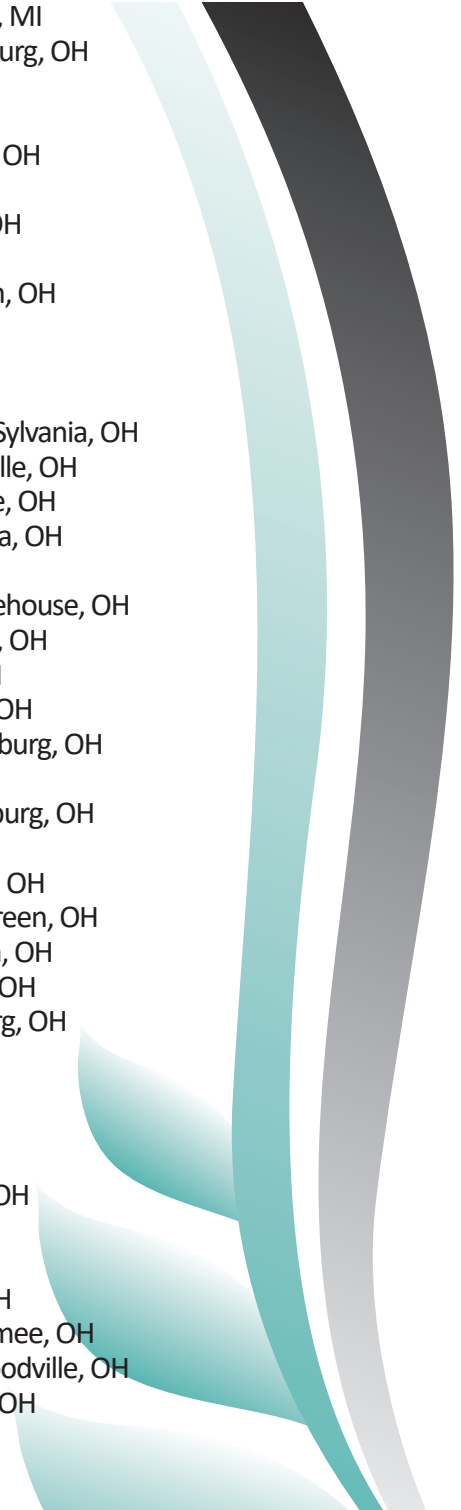 , MI
urg, OH
OH
OH
n, OH
Sylvania, OH
lle, OH
e, OH
a, OH
ehouse, OH
, OH
OH
burg, OH
burg, OH
OH
reen, OH
, OH
OH
rg, OH
OH
H
mee, OH
odville, OH
OH